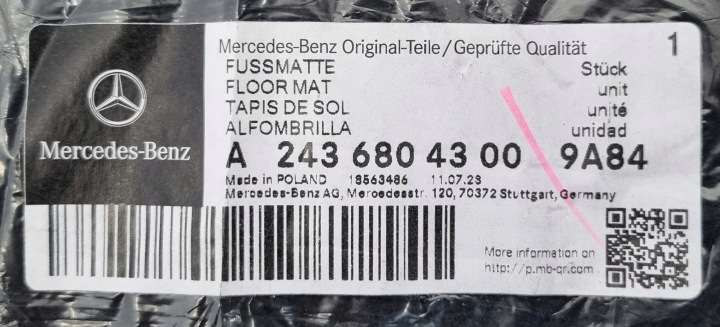 Mercedes-Benz
Mercedes-Benz Original-Teile/Geprüfte Qualität
1
FUSSMATTE Stück
FLOOR MAT unit
TAPIS DE SOL unité
ALFOMBRILLA unidad
A 243 680 43 00 9A84
Made in POLAND 18563486 11.07.23
Mercedes-Benz AG, Mercedesstr. 120, 70372 Stuttgart, Germany
More information on
http://p.mb-qr.com